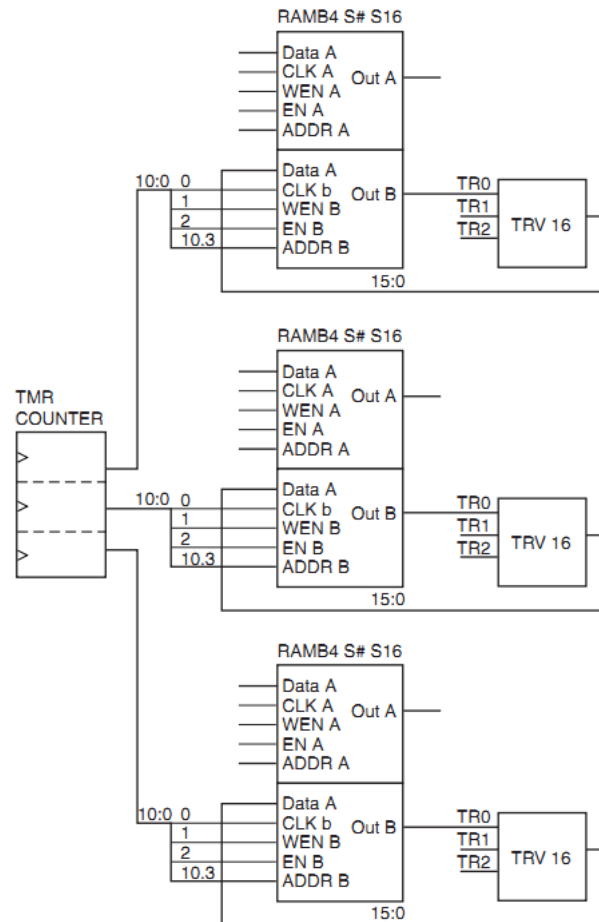 RAMB4 S# S16
Data A
CLK A
WEN A
EN A
ADDR A
Out A
10:0
0
1
2
10.3
Data A
CLK b
WEN B
EN B
ADDR B
Out B
TR0
TR1
TR2
TRV 16
15:0
TMR
COUNTER
RAMB4 S# S16
Data A
CLK A
WEN A
EN A
ADDR A
Out A
10:0
0
1
2
10.3
Data A
CLK b
WEN B
EN B
ADDR B
Out B
TR0
TR1
TR2
TRV 16
15:0
RAMB4 S# S16
Data A
CLK A
WEN A
EN A
ADDR A
Out A
10:0
0
1
2
10.3
Data A
CLK b
WEN B
EN B
ADDR B
Out B
TR0
TR1
TR2
TRV 16
15:0